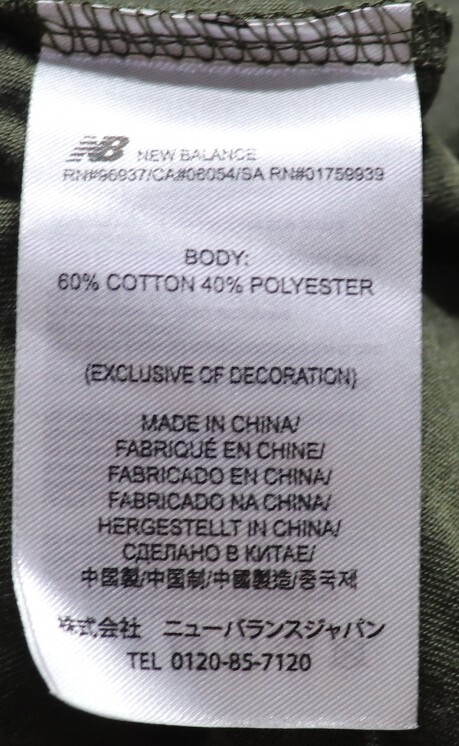 NB NEW BALANCE
RN#96937/CA#06054/SA RN#01759939
BODY:
60% COTTON 40% POLYESTER
(EXCLUSIVE OF DECORATION)
MADE IN CHINA/
FABRIQUÉ EN CHINE/
FABRICADO EN CHINA/
FABRICADO NA CHINA/
HERGESTELLT IN CHINA/
СДЕЛАНО В КИТАЕ/
中国製/中国制/中國製造/중국제
株式会社 ニューバランスジャパン
TEL 0120-85-7120